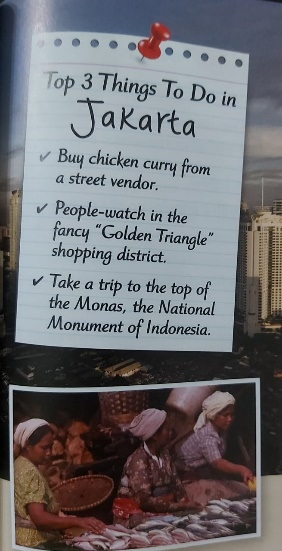 Top 3 Things To Do in
Jakarta
✔ Buy chicken curry from
a street vendor.
✔ People-watch in the
fancy "Golden Triangle"
shopping district.
✔ Take a trip to the top of
the Monas, the National
Monument of Indonesia.